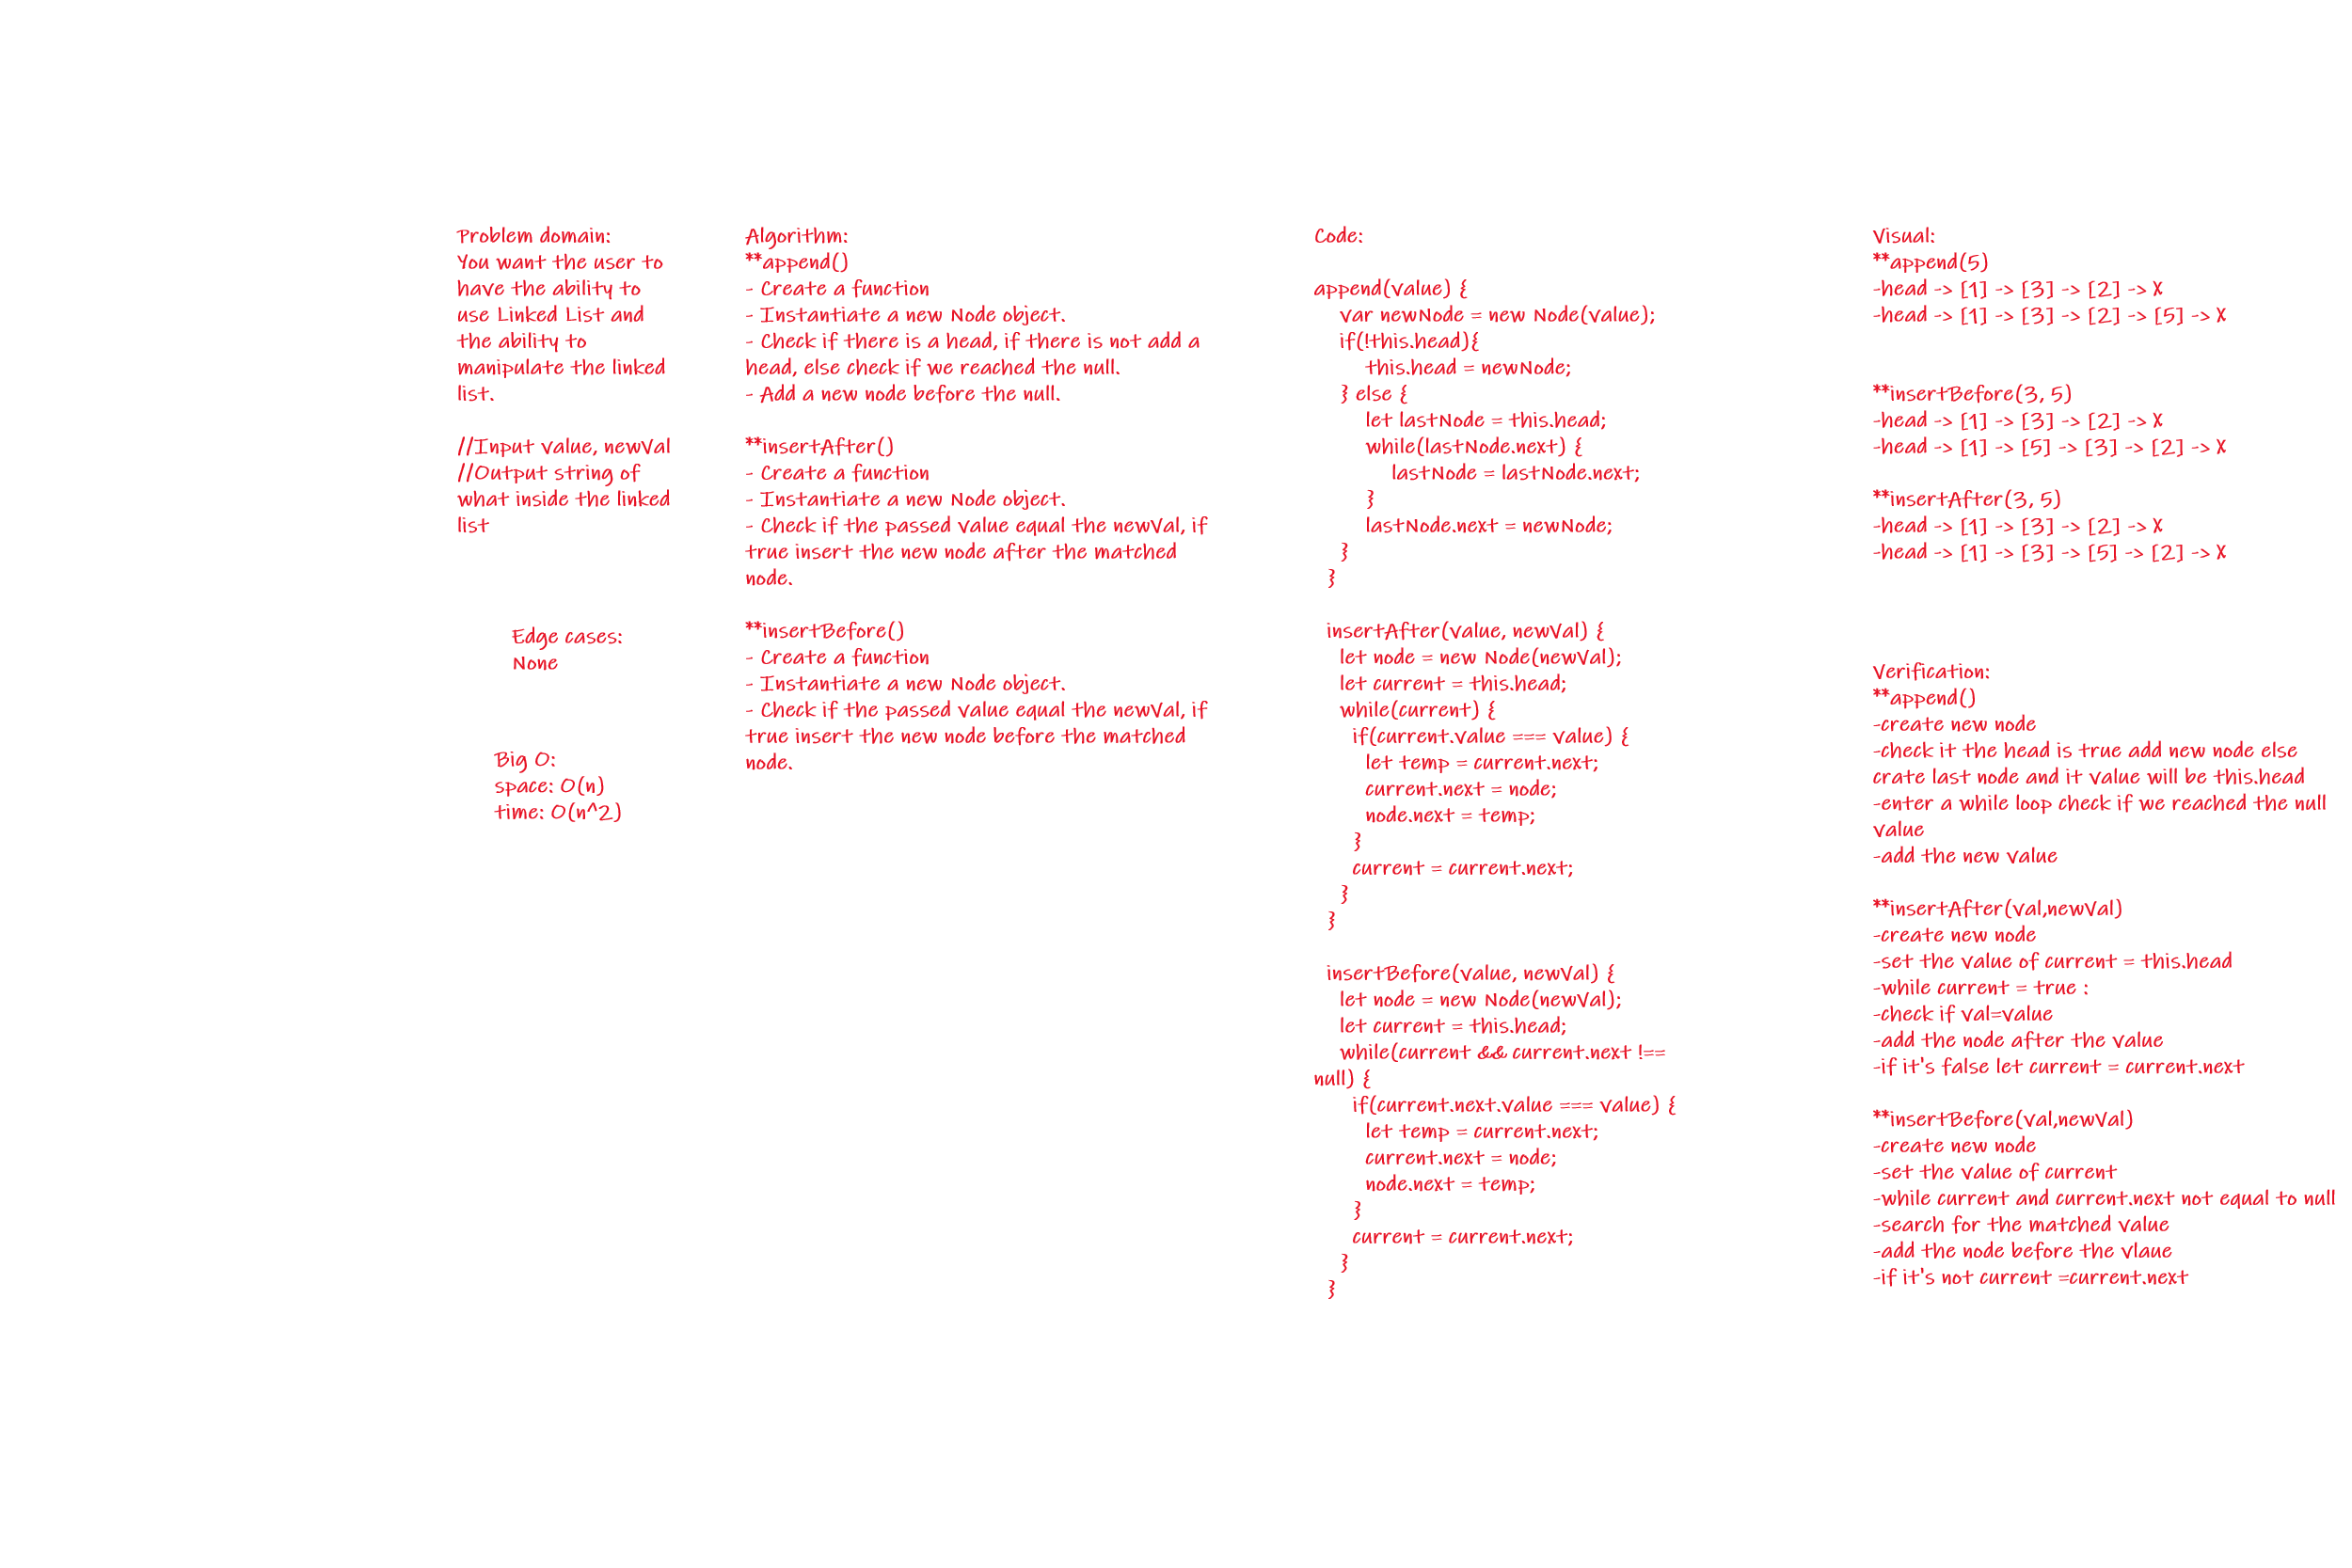 Problem domain:
You want the user to
have the ability to
use Linked List and
the ability to
manipulate the linked
list.
//Input value, newVal
//Output string of
what inside the linked
list
Edge cases:
None
Big O:
space: O(n)
time: O(n^2)
Algorithm:
**append()
- Create a function
- Instantiate a new Node object.
- Check if there is a head, if there is not add a
head, else check if we reached the null.
- Add a new node before the null.
**insertAfter()
- Create a function
- Instantiate a new Node object.
- Check if the passed value equal the newVal, if
true insert the new node after the matched
node.
**insertBefore()
- Create a function
- Instantiate a new Node object.
- Check if the passed value equal the newVal, if
true insert the new node before the matched
node.
Code:
append(value) {
var newNode = new Node(value);
if(!this.head){
this.head = newNode;
} else {
let lastNode = this.head;
while(lastNode.next) {
lastNode = lastNode.next;
}
lastNode.next = newNode;
}
}
insertAfter(value, newVal) {
let node = new Node(newVal);
let current = this.head;
while(current) {
if(current.value === value) {
let temp = current.next;
current.next = node;
node.next = temp;
}
current = current.next;
}
}
insertBefore(value, newVal) {
let node = new Node(newVal);
let current = this.head;
while(current && current.next !==
null) {
if(current.next.value === value) {
let temp = current.next;
current.next = node;
node.next = temp;
}
current = current.next;
}
}
Visual:
**append(5)
-head -> [1] -> [3] -> [2] -> X
-head -> [1] -> [3] -> [2] -> [5] -> X
**insertBefore(3, 5)
-head -> [1] -> [3] -> [2] -> X
-head -> [1] -> [5] -> [3] -> [2] -> X
**insertAfter(3, 5)
-head -> [1] -> [3] -> [2] -> X
-head -> [1] -> [3] -> [5] -> [2] -> X
Verification:
**append()
-create new node
-check it the head is true add new node else
crate last node and it value will be this.head
-enter a while loop check if we reached the null
value
-add the new value
**insertAfter(val,newVal)
-create new node
-set the value of current = this.head
-while current = true :
-check if val=value
-add the node after the value
-if it's false let current = current.next
**insertBefore(val,newVal)
-create new node
-set the value of current
-while current and current.next not equal to null
-search for the matched value
-add the node before the vlaue
-if it's not current =current.next